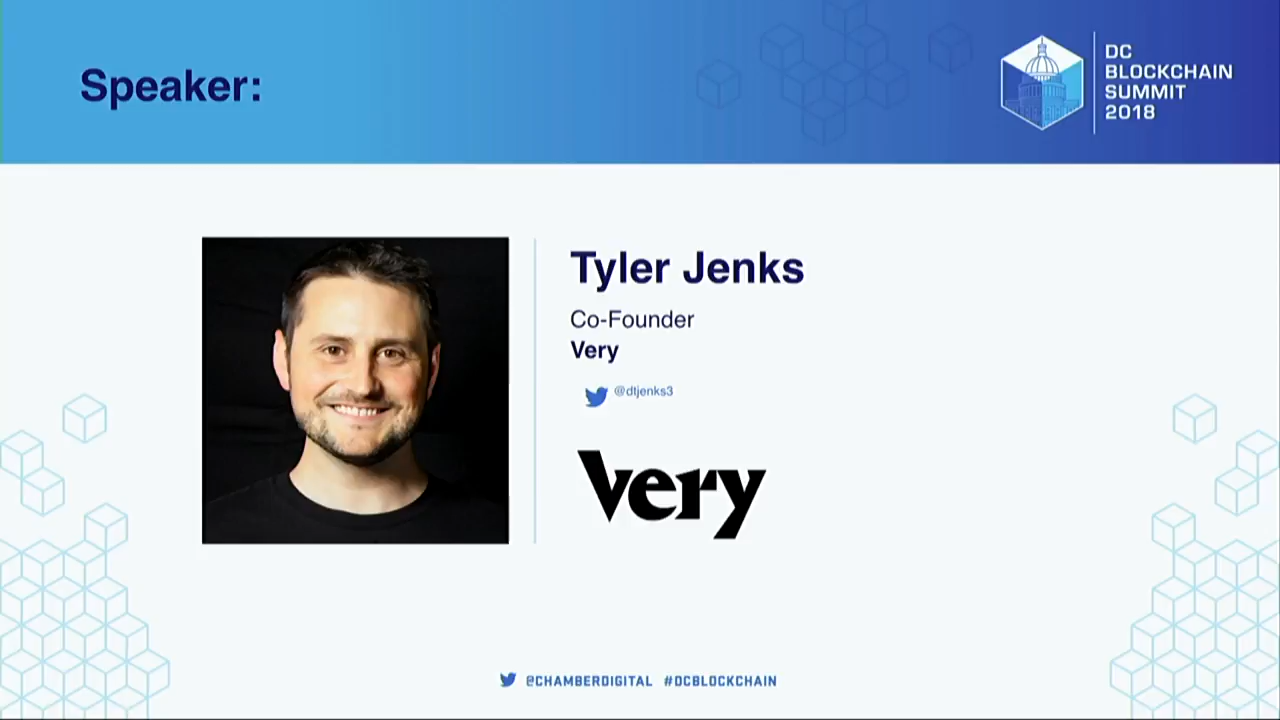 Speaker:
DC
BLOCKCHAIN
SUMMIT
2018
Tyler Jenks
Co-Founder
Very
@dtjenks3
very
@CHAMBERDIGITAL #DCBLOCKCHAIN